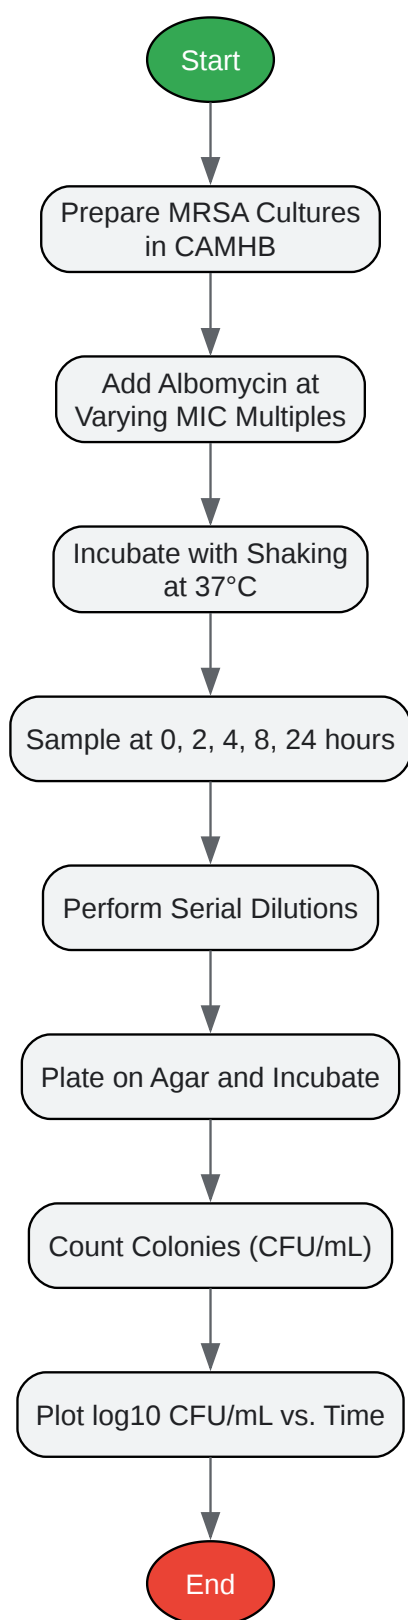 Start
Prepare MRSA Cultures
in CAMHB
Add Albomycin at
Varying MIC Multiples
Incubate with Shaking
at 37°C
Sample at 0, 2, 4, 8, 24 hours
Perform Serial Dilutions
Plate on Agar and Incubate
Count Colonies (CFU/mL)
Plot log10 CFU/mL vs. Time
End